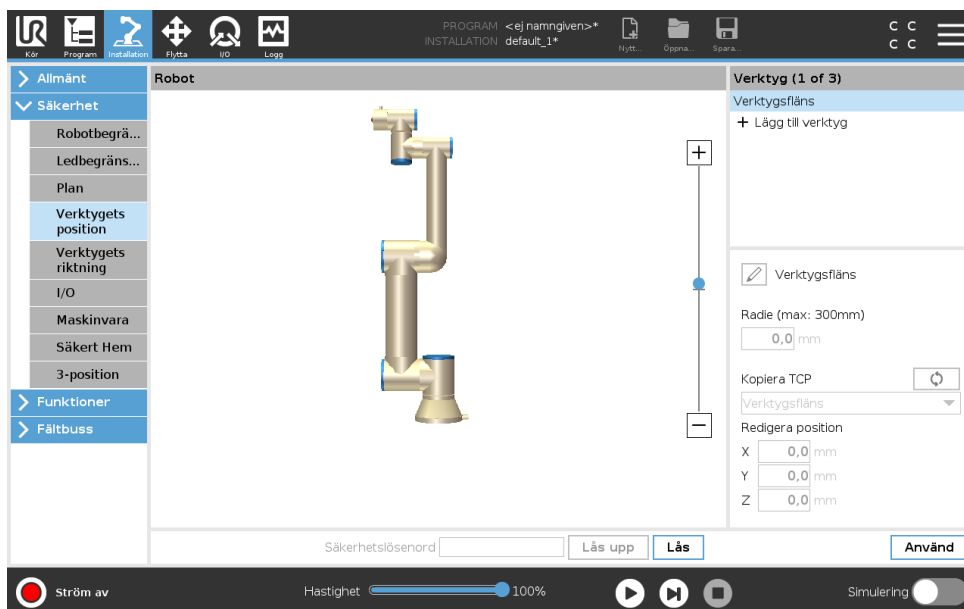 UR
Kör
Program
Installation
Flytta
I/O
Logg
PROGRAM <ej namngiven>*
INSTALLATION default_1*
Nytt...
Öppna...
Spara...
C C
C C
Allmänt
Säkerhet
Robotbegrä...
Ledbegräns...
Plan
Verktygets
position
Verktygets
riktning
I/O
Maskinvara
Säkert Hem
3-position
Funktioner
Fältbuss
Robot
+
−
Verktyg (1 of 3)
Verktygsfläns
+ Lägg till verktyg
Verktygsfläns
Radie (max: 300mm)
0,0 mm
Kopiera TCP
Verktygsfläns
Redigera position
X 0,0 mm
Y 0,0 mm
Z 0,0 mm
Säkerhetslösenord
Lås upp
Lås
Använd
Ström av
Hastighet
100%
Simulering